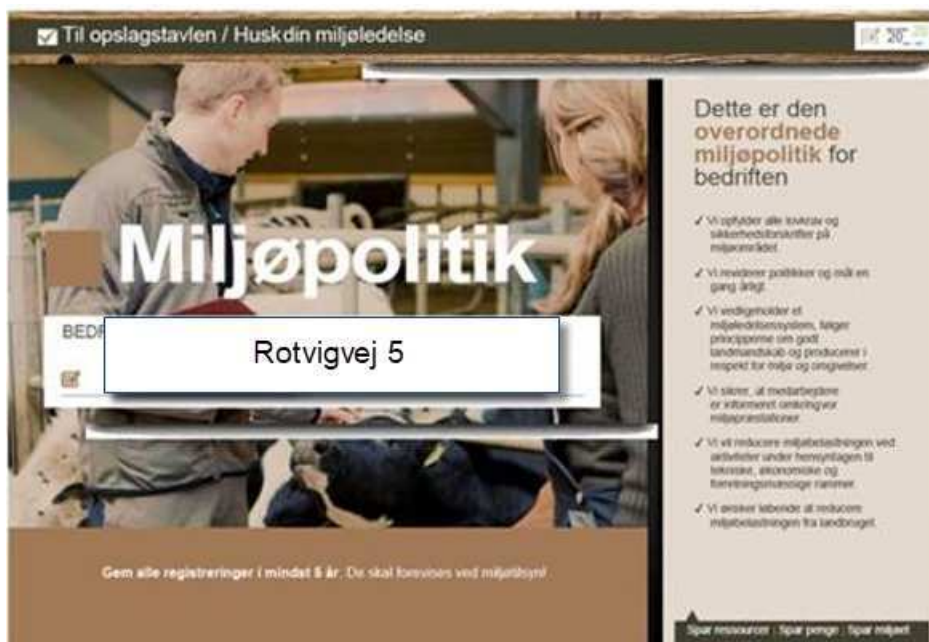 Til opslagstavlen / Husk din miljøledelse
Miljøpolitik
BEDR
Rotvigvej 5
Gem alle registreringer i mindst 5 år. De skal forevises ved miljøtilsyn!
Dette er den
overordnede
miljøpolitik for
bedriften
✓ Vi opfylder alle lovkrav og
sikkerhedsforskrifter på
miljøområdet.
✓ Vi reviderer politikker og mål en
gang årligt.
✓ Vi vedligeholder et
miljøledelsessystem, følger
principperne om godt
landmandskab og producerer i
respekt for miljø og omgivelser.
✓ Vi sikrer, at medarbejdere
er informeret omkring vor
miljøpræstationer.
✓ Vi vil reducere miljøbelastningen ved
aktiviteter under hensyntagen til
tekniske, økonomiske og
forretningsmæssige rammer.
✓ Vi ønsker løbende at reducere
miljøbelastningen fra landbruget.
Spar ressourcer | Spar penge | Spar miljøet